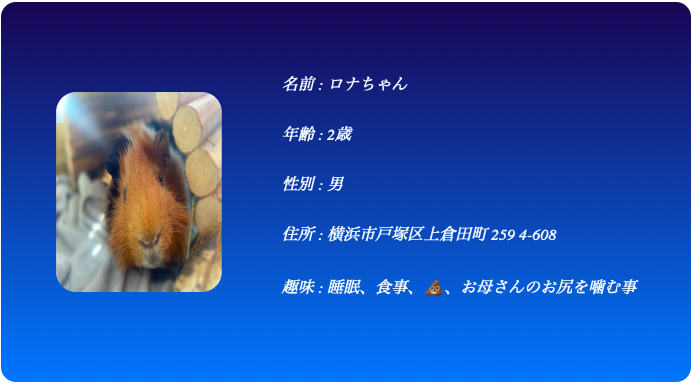 名前 : ロナちゃん
年齢 : 2歳
性別 : 男
住所 : 横浜市戸塚区上倉田町 259 4-608
趣味 : 睡眠、食事、💩、お母さんのお尻を噛む事